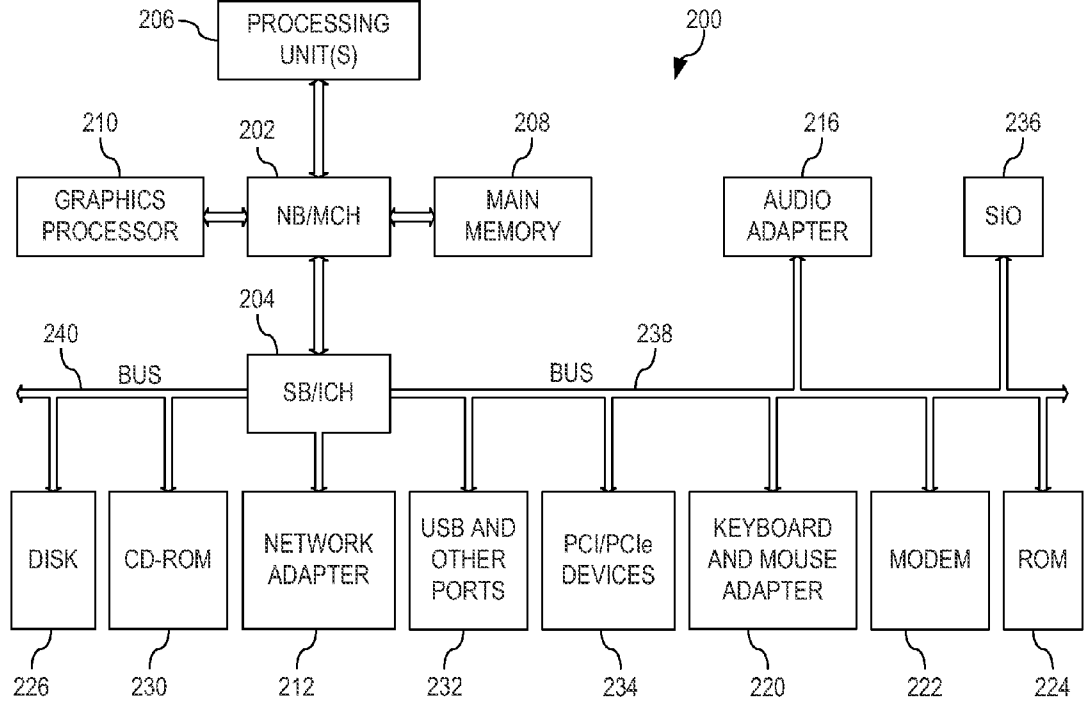 206
PROCESSING
UNIT(S)
200
210
202
208
216
236
GRAPHICS
PROCESSOR
NB/MCH
MAIN
MEMORY
AUDIO
ADAPTER
SIO
204
240
238
BUS
BUS
SB/ICH
DISK
CD-ROM
NETWORK
ADAPTER
USB AND
OTHER
PORTS
PCI/PCIe
DEVICES
KEYBOARD
AND MOUSE
ADAPTER
MODEM
ROM
226
230
212
232
234
220
222
224